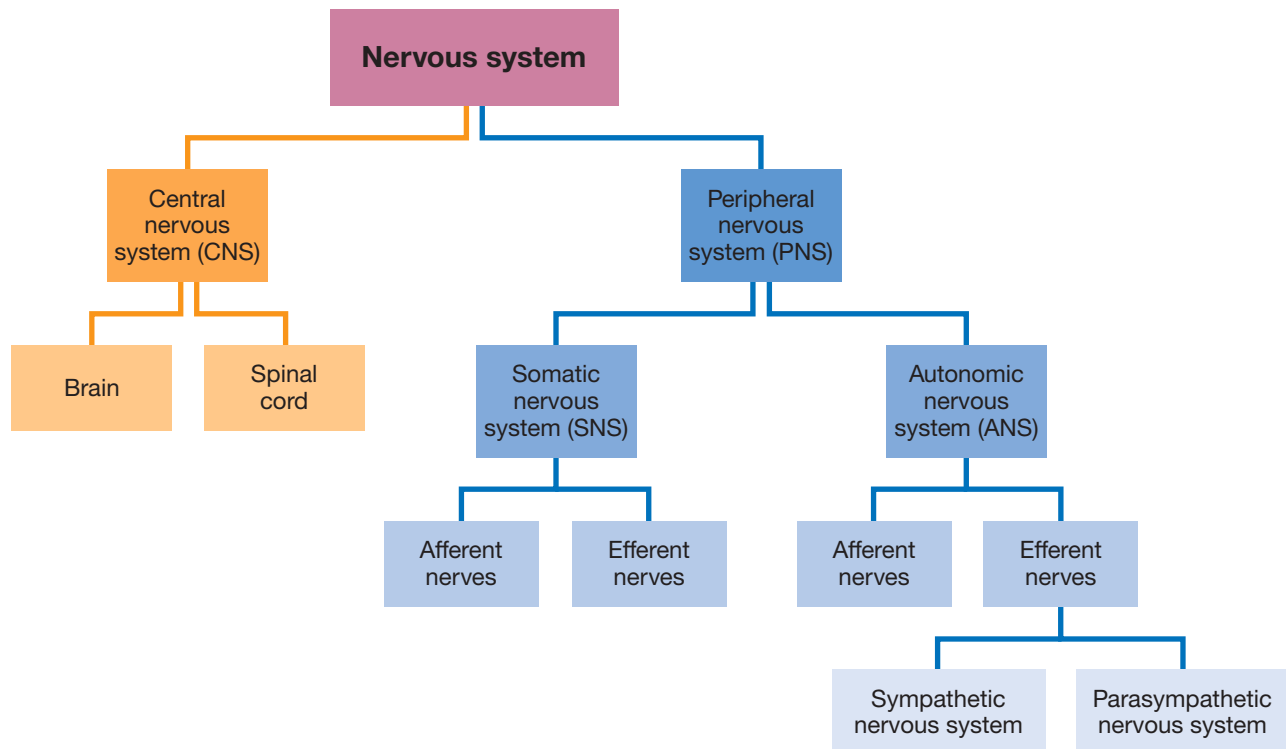 Nervous system
Central
nervous
system (CNS)
Peripheral
nervous
system (PNS)
Brain
Spinal
cord
Somatic
nervous
system (SNS)
Autonomic
nervous
system (ANS)
Afferent
nerves
Efferent
nerves
Afferent
nerves
Efferent
nerves
Sympathetic
nervous system
Parasympathetic
nervous system